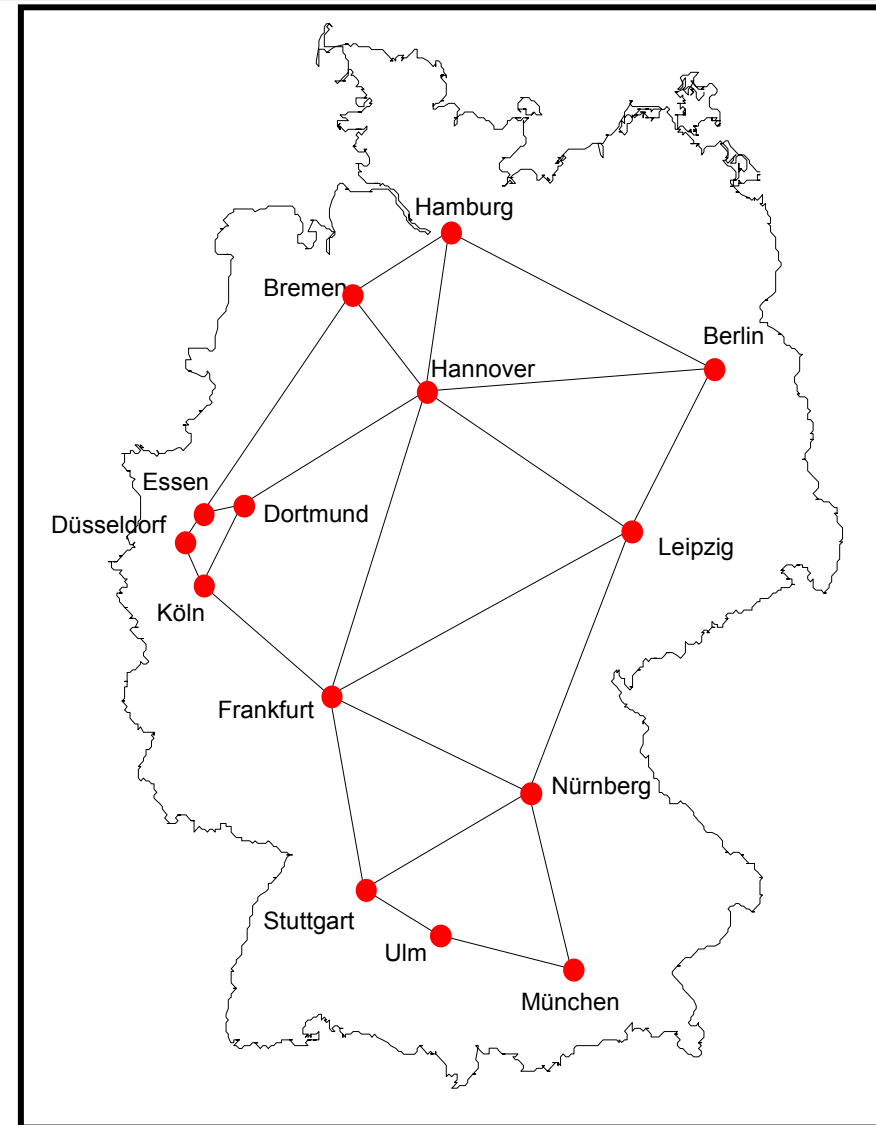 Hamburg
Bremen
Berlin
Hannover
Essen
Dortmund
Düsseldorf
Leipzig
Köln
Frankfurt
Nürnberg
Stuttgart
Ulm
München